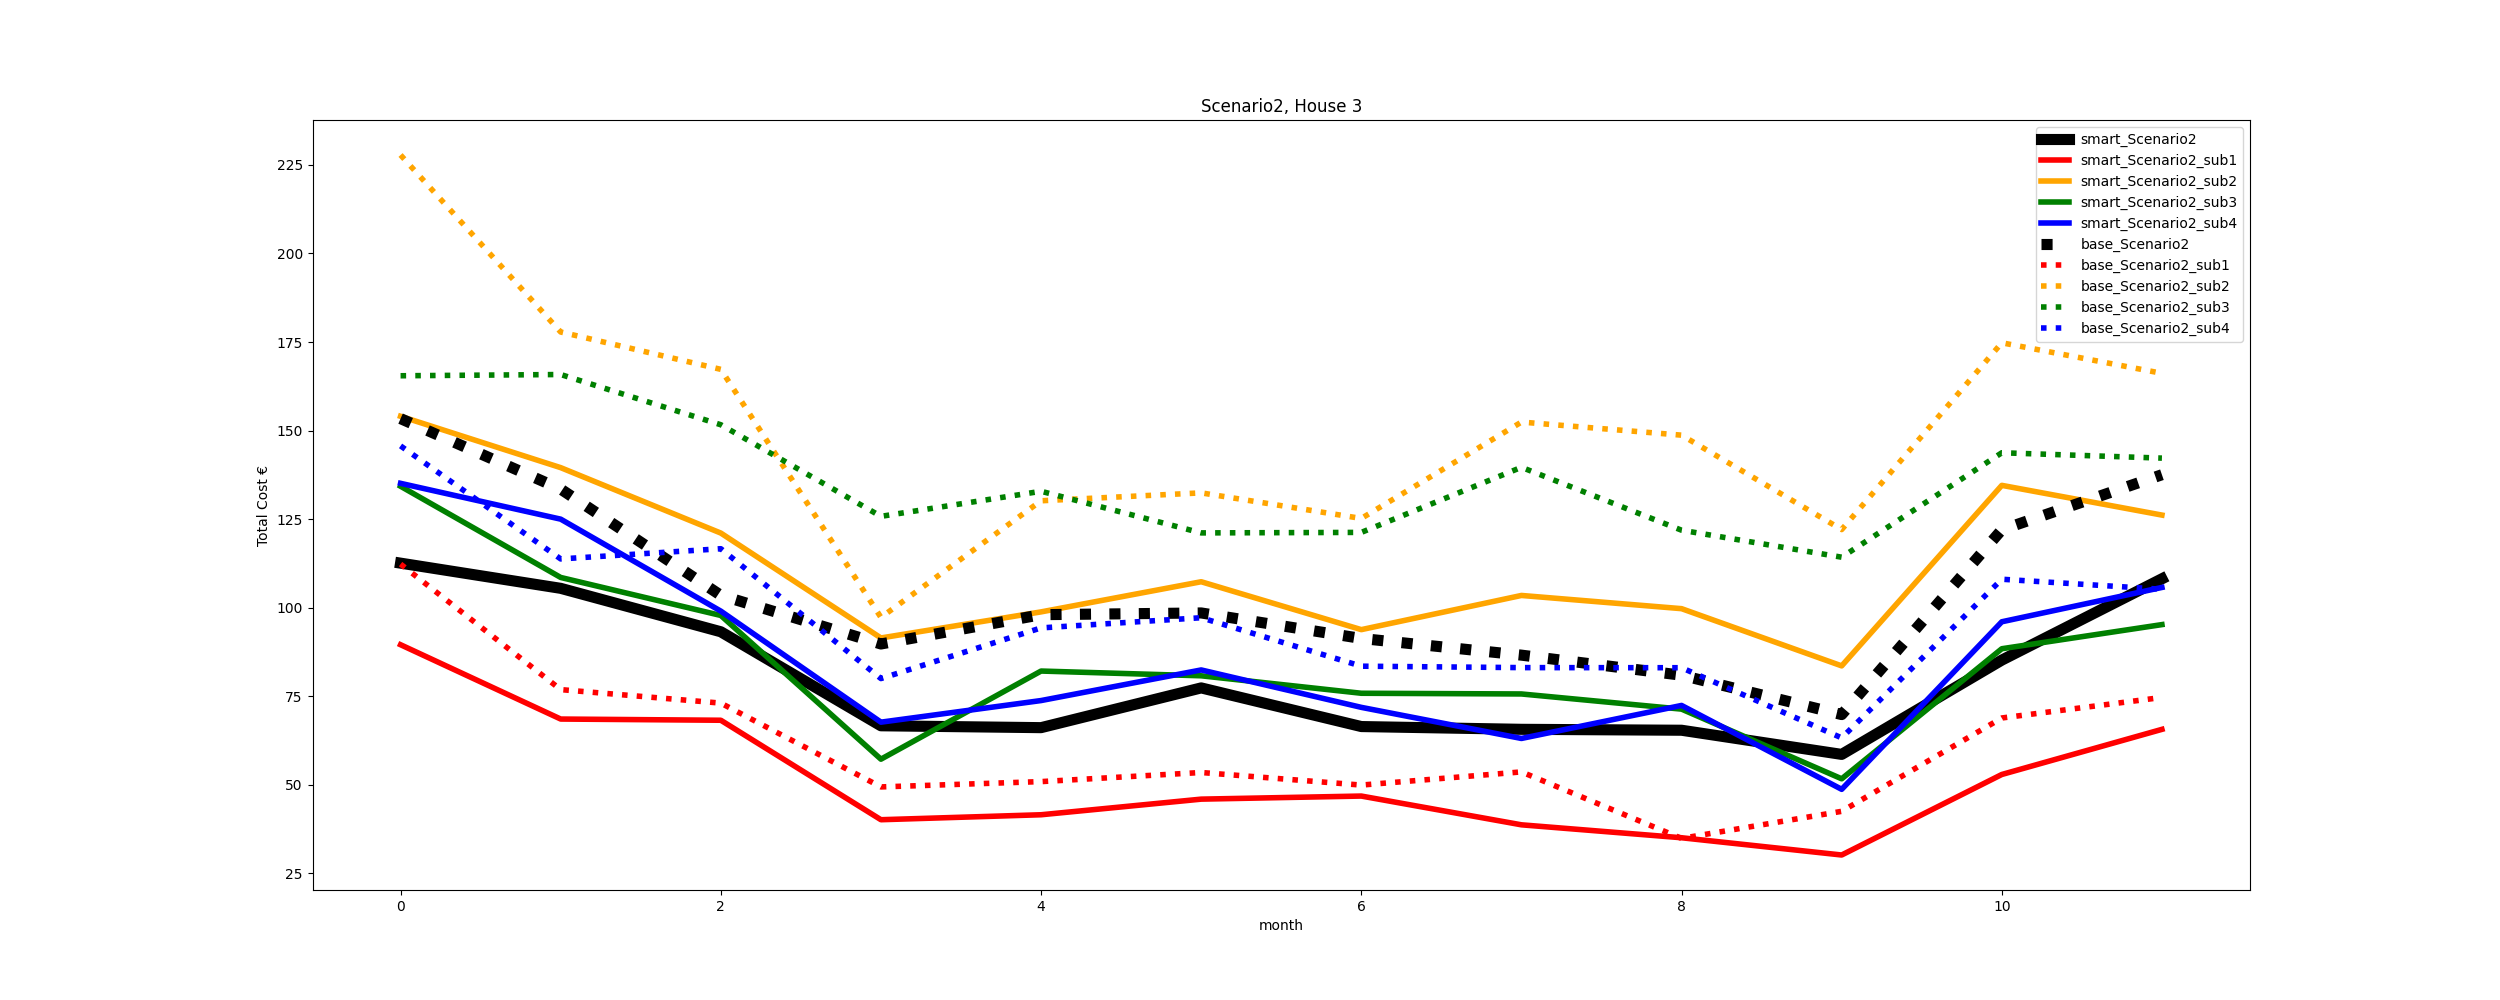 Scenario2, House 3
Total Cost €
225
200
175
150
125
100
75
50
25
0 2 4 6 8 10
month
smart_Scenario2
smart_Scenario2_sub1
smart_Scenario2_sub2
smart_Scenario2_sub3
smart_Scenario2_sub4
base_Scenario2
base_Scenario2_sub1
base_Scenario2_sub2
base_Scenario2_sub3
base_Scenario2_sub4